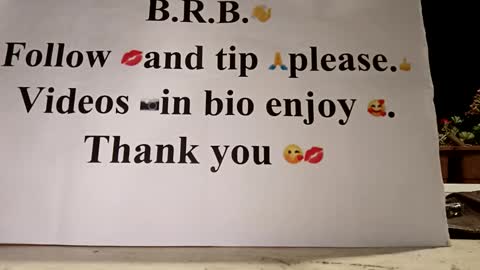 B.R.B.👋
Follow 💋and tip 🙏please.👍
Videos 📷in bio enjoy 🥰.
Thank you 😘💋